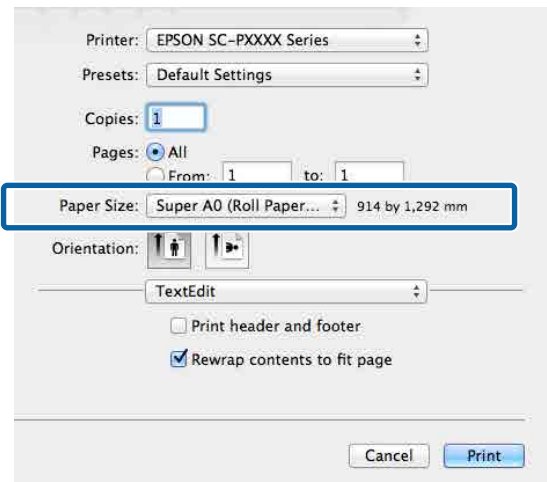 Printer: EPSON SC-PXXXX Series
Presets: Default Settings
Copies: 1
Pages: All
From: 1 to: 1
Paper Size: Super A0 (Roll Paper... 914 by 1,292 mm
Orientation:
TextEdit
Print header and footer
Rewrap contents to fit page
Cancel Print